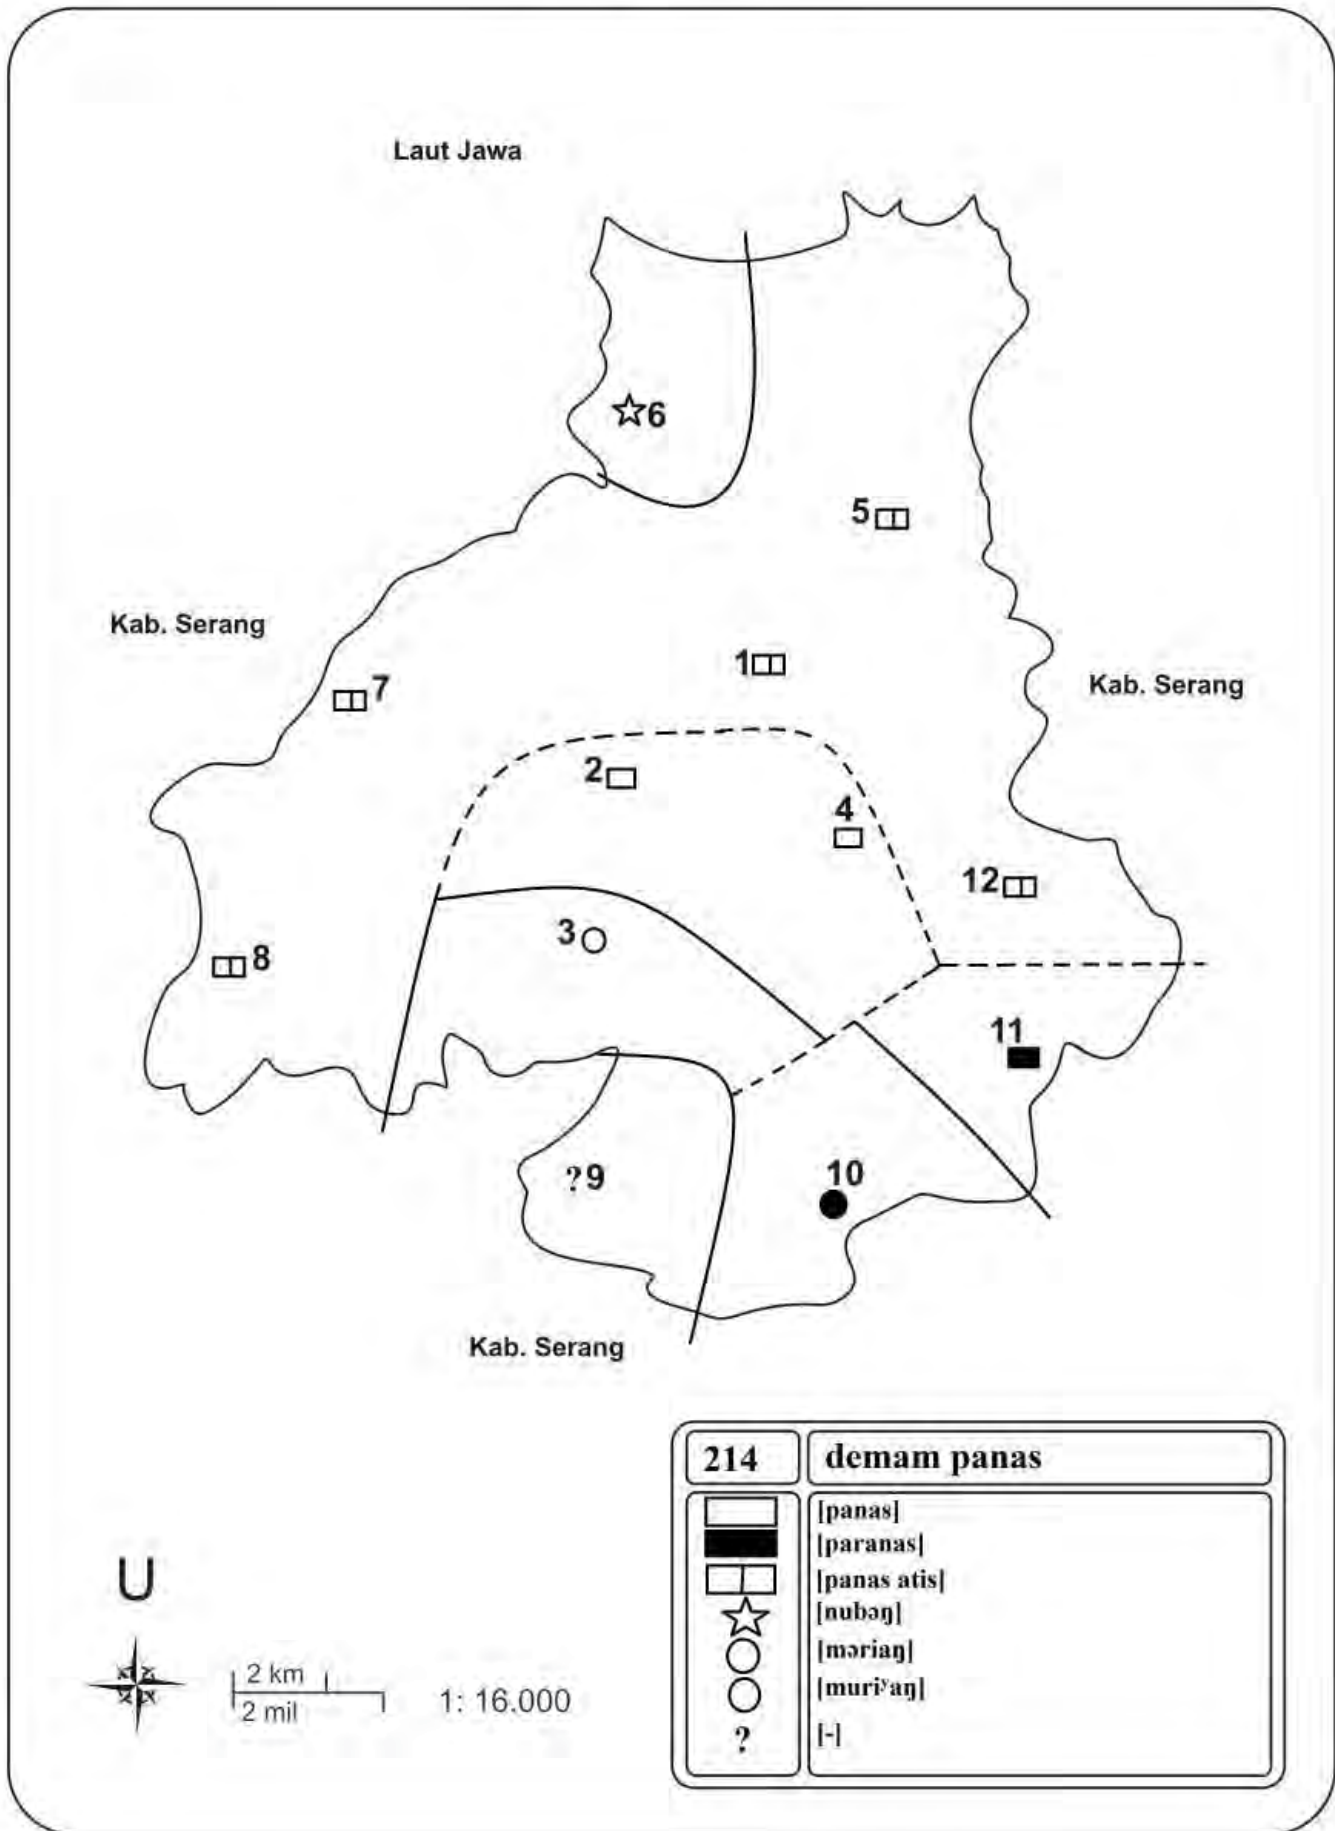 Laut Jawa
6
5
Kab. Serang
1
7
Kab. Serang
2
4
12
3
8
11
? 9
10
Kab. Serang
214 demam panas
[panas]
[paranas]
[panas atis]
[nubəŋ]
[məriaŋ]
[muriʸaŋ]
? [-]
U
2 km
2 mil
1: 16.000